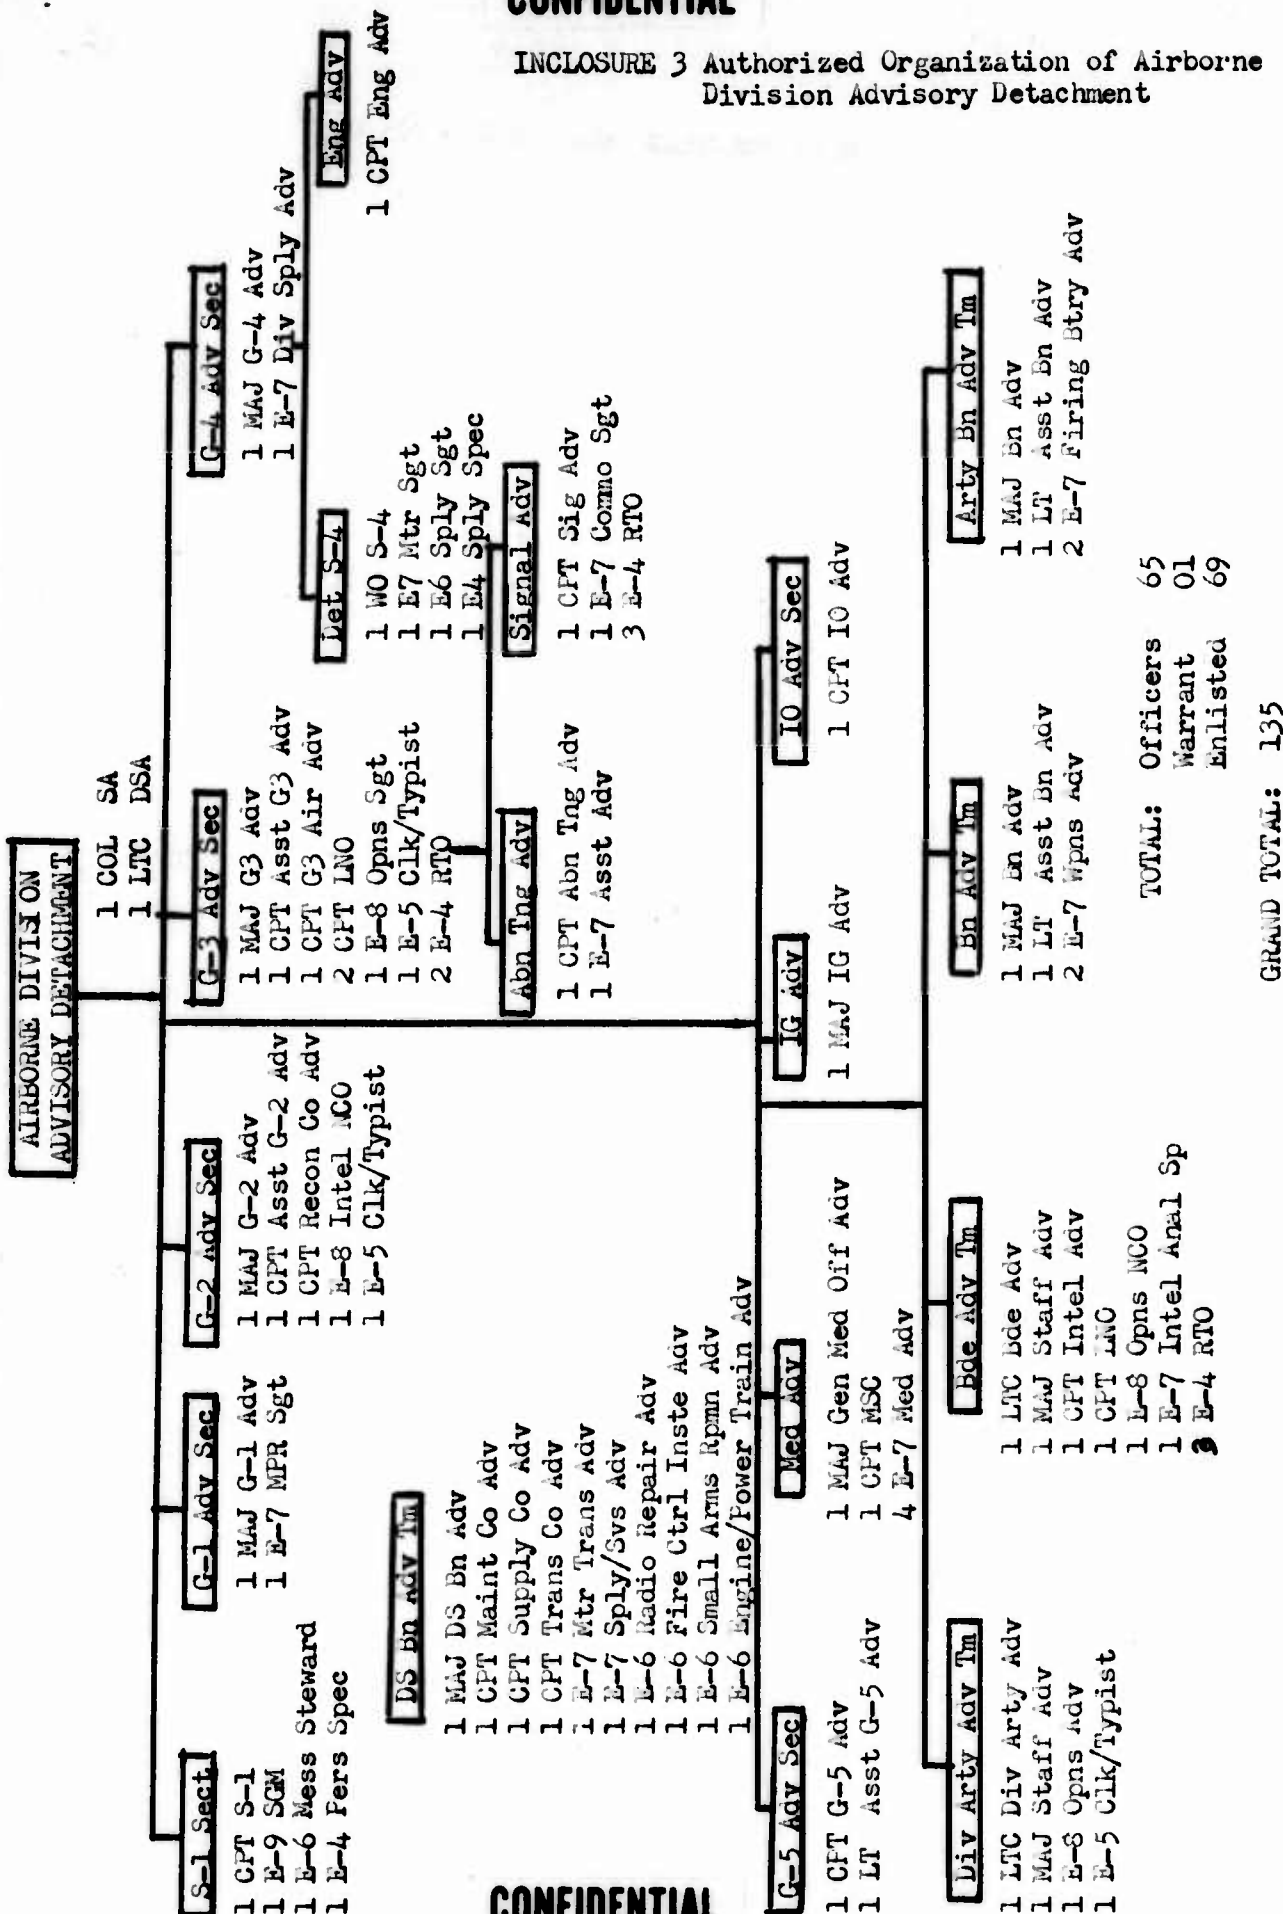 CONFIDENTIAL
INCLOSURE 3 Authorized Organization of Airborne
Division Advisory Detachment
AIRBORNE DIVISION
ADVISORY DETACHMENT
1 COL SA
1 LTC DSA
S-1 Sect
1 CPT S-1
1 E-9 SGM
1 E-6 Mess Steward
1 E-4 Pers Spec
G-1 Adv Sec
1 MAJ G-1 Adv
1 E-7 MPR Sgt
G-2 Adv Sec
1 MAJ G-2 Adv
1 CPT Asst G-2 Adv
1 CPT Recon Co Adv
1 E-8 Intel NCO
1 E-5 Clk/Typist
G-3 Adv Sec
1 MAJ G3 Adv
1 CPT Asst G3 Adv
1 CPT G3 Air Adv
2 CPT LNO
1 E-8 Opns Sgt
1 E-5 Clk/Typist
2 E-4 RTO
G-4 Adv Sec
1 MAJ G-4 Adv
1 E-7 Div Sply Adv
Det S-4
1 WO S-4
1 E7 Mtr Sgt
1 E6 Sply Sgt
1 E4 Sply Spec
Eng Adv
1 CPT Eng Adv
DS Bn Adv Tm
1 MAJ DS Bn Adv
1 CPT Maint Co Adv
1 CPT Supply Co Adv
1 CPT Trans Co Adv
1 E-7 Mtr Trans Adv
1 E-7 Sply/Svs Adv
1 E-6 Radio Repair Adv
1 E-6 Fire Ctrl Inste Adv
1 E-6 Small Arms Rpmn Adv
1 E-6 Engine/Power Train Adv
Abn Tng Adv
1 CPT Abn Tng Adv
1 E-7 Asst Adv
Signal Adv
1 CPT Sig Adv
1 E-7 Commo Sgt
3 E-4 RTO
G-5 Adv Sec
1 CPT G-5 Adv
1 LT Asst G-5 Adv
Med Adv
1 MAJ Gen Med Off Adv
1 CPT MSC
4 E-7 Med Adv
IG Adv
1 MAJ IG Adv
IO Adv Sec
1 CPT IO Adv
Div Arty Adv Tm
1 LTC Div Arty Adv
1 MAJ Staff Adv
1 E-8 Opns Adv
1 E-5 Clk/Typist
Bde Adv Tm
1 LTC Bde Adv
1 MAJ Staff Adv
1 CPT Intel Adv
1 CPT LNO
1 E-8 Opns NCO
1 E-7 Intel Anal Sp
3 E-4 RTO
Bn Adv Tm
1 MAJ Bn Adv
1 LT Asst Bn Adv
2 E-7 Wpns Adv
Arty Bn Adv Tm
1 MAJ Bn Adv
1 LT Asst Bn Adv
2 E-7 Firing Btry Adv
TOTAL: Officers 65
Warrant 01
Enlisted 69
GRAND TOTAL: 135
CONFIDENTIAL